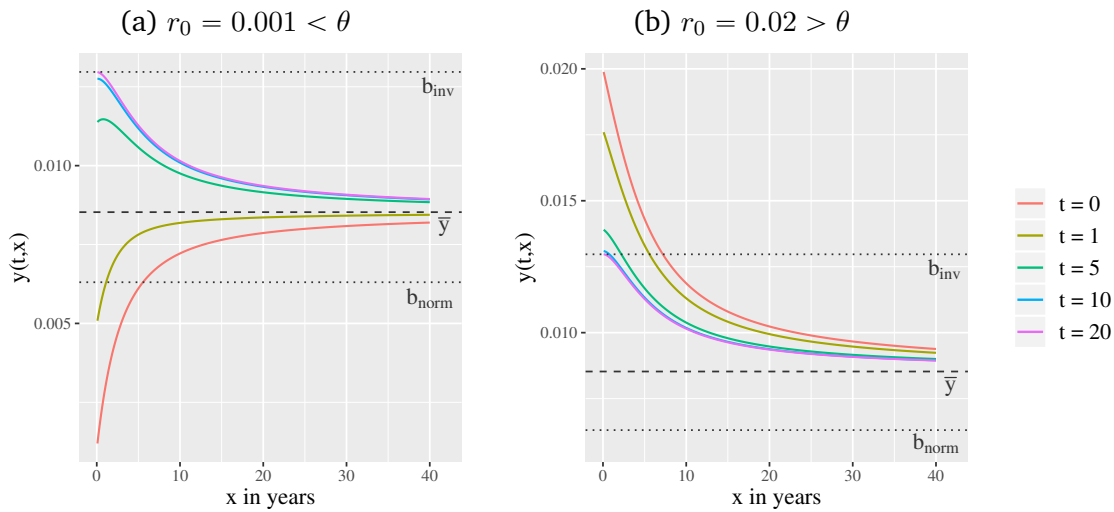 (a) r₀ = 0.001 < θ
b_inv
0.010
ȳ
y(t,x)
b_norm
0.005
0 10 20 30 40
x in years
(b) r₀ = 0.02 > θ
0.020
0.015
y(t,x)
b_inv
0.010
ȳ
b_norm
0 10 20 30 40
x in years
t = 0
t = 1
t = 5
t = 10
t = 20